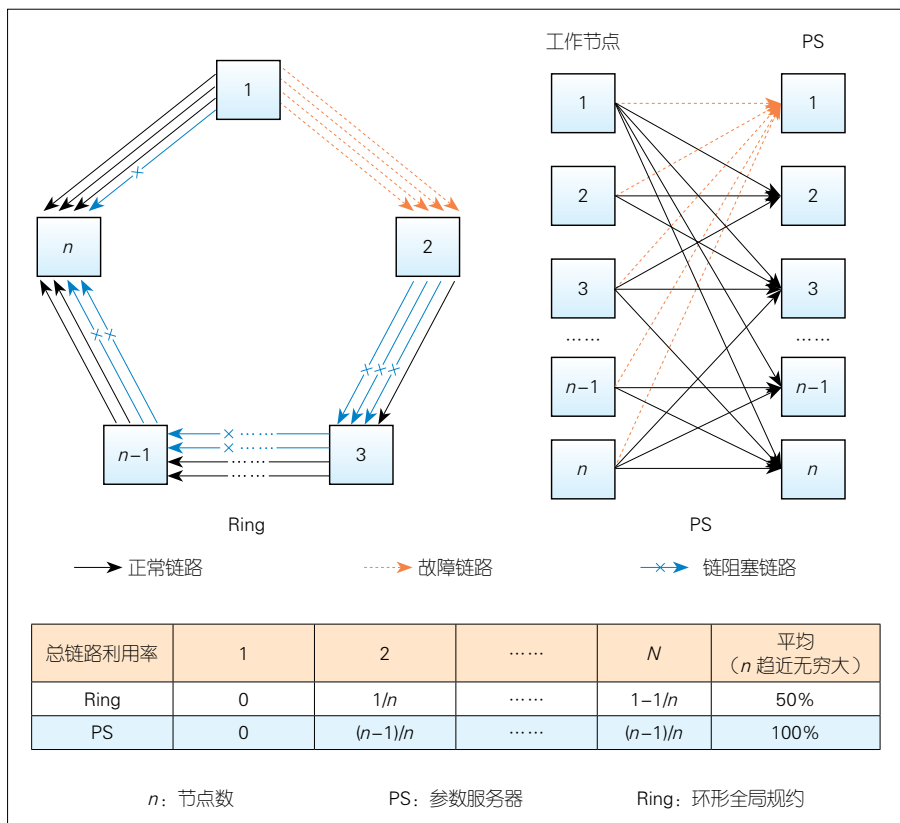 1
2
3
n-1
n
Ring
工作节点
PS
1
1
2
2
3
3
……
……
n-1
n-1
n
n
PS
……
……
正常链路
故障链路
链阻塞链路
总链路利用率 1 2 …… N 平均
（n 趋近无穷大）
Ring 0 1/n …… 1-1/n 50%
PS 0 (n-1)/n …… (n-1)/n 100%
n：节点数 PS：参数服务器 Ring：环形全局规约